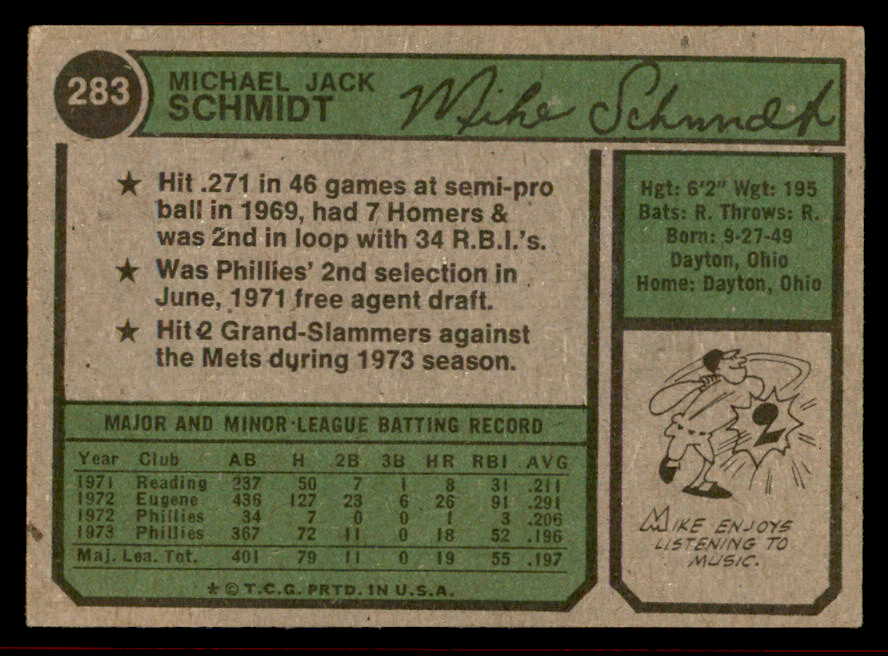 283
MICHAEL JACK
SCHMIDT
Mike Schmidt
★ Hit .271 in 46 games at semi-pro
ball in 1969, had 7 Homers &
was 2nd in loop with 34 R.B.I.'s.
★ Was Phillies' 2nd selection in
June, 1971 free agent draft.
★ Hit 2 Grand-Slammers against
the Mets during 1973 season.
Hgt: 6'2" Wgt: 195
Bats: R. Throws: R.
Born: 9-27-49
Dayton, Ohio
Home: Dayton, Ohio
2
MIKE ENJOYS
LISTENING TO
MUSIC.
MAJOR AND MINOR LEAGUE BATTING RECORD
Year Club AB H 2B 3B HR RBI AVG
1971 Reading 237 50 7 1 8 31 .211
1972 Eugene 436 127 23 6 26 91 .291
1972 Phillies 34 7 0 0 1 3 .206
1973 Phillies 367 72 11 0 18 52 .196
Maj. Lea. Tot. 401 79 11 0 19 55 .197
★ © T.C.G. PRTD. IN U.S.A.